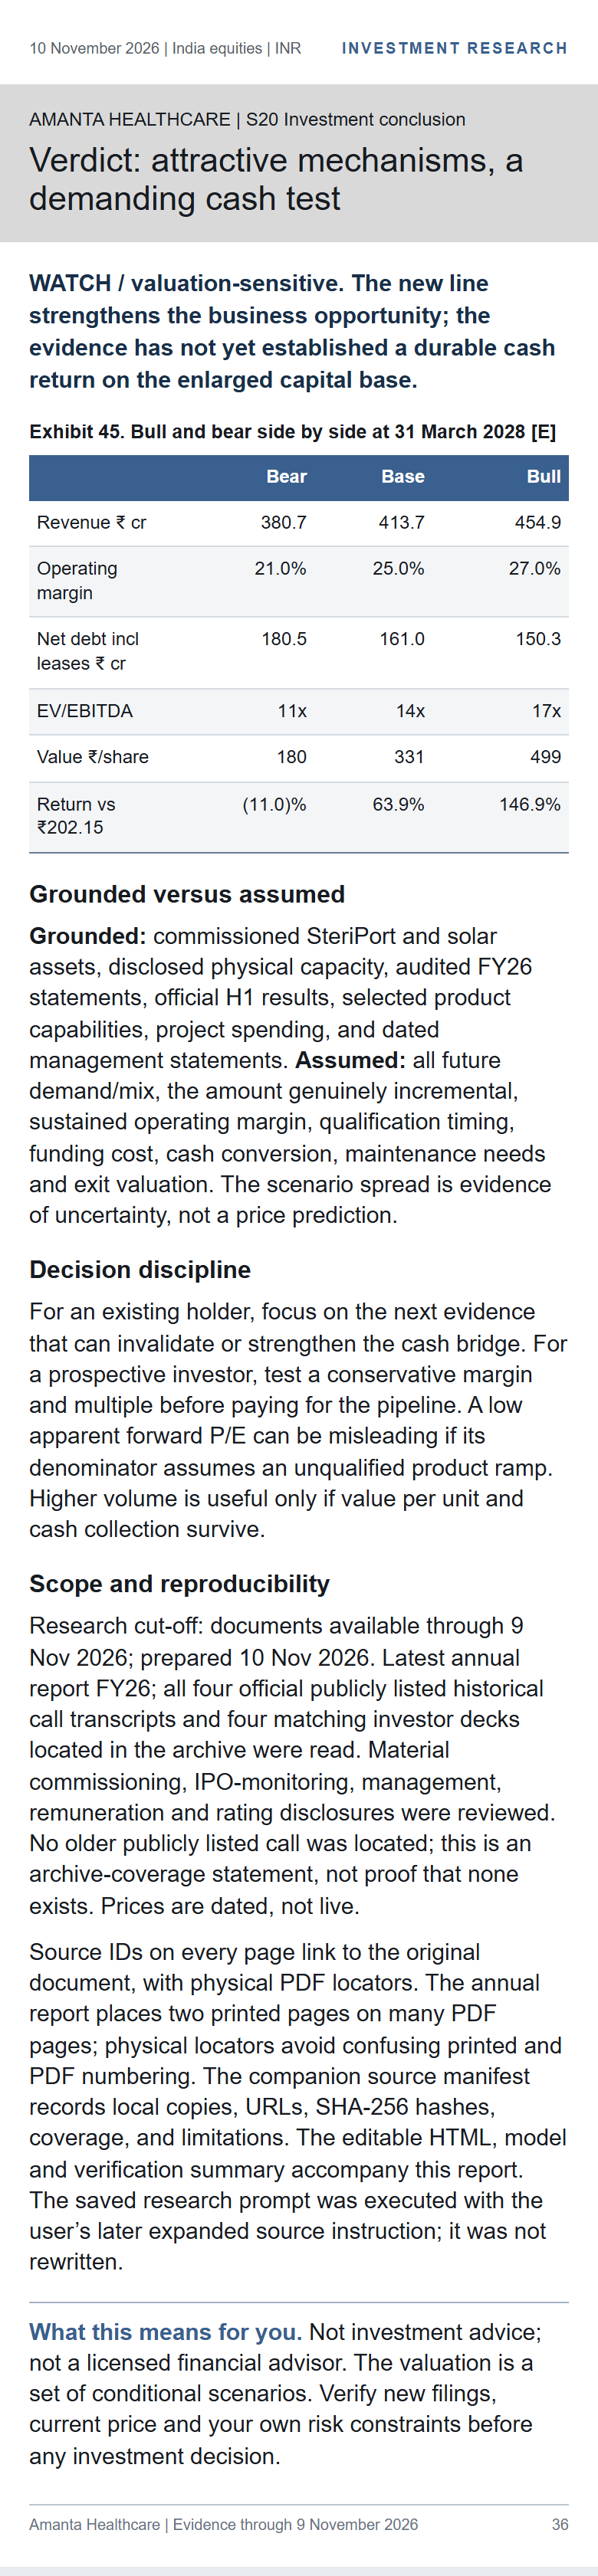 10 November 2026 | India equities | INR INVESTMENT RESEARCH
AMANTA HEALTHCARE | S20 Investment conclusion
Verdict: attractive mechanisms, a
demanding cash test
WATCH / valuation-sensitive. The new line
strengthens the business opportunity; the
evidence has not yet established a durable cash
return on the enlarged capital base.
Exhibit 45. Bull and bear side by side at 31 March 2028 [E]
Bear Base Bull
Revenue ₹ cr 380.7 413.7 454.9
Operating
margin 21.0% 25.0% 27.0%
Net debt incl
leases ₹ cr 180.5 161.0 150.3
EV/EBITDA 11x 14x 17x
Value ₹/share 180 331 499
Return vs
₹202.15 (11.0)% 63.9% 146.9%
Grounded versus assumed
Grounded: commissioned SteriPort and solar
assets, disclosed physical capacity, audited FY26
statements, official H1 results, selected product
capabilities, project spending, and dated
management statements. Assumed: all future
demand/mix, the amount genuinely incremental,
sustained operating margin, qualification timing,
funding cost, cash conversion, maintenance needs
and exit valuation. The scenario spread is evidence
of uncertainty, not a price prediction.
Decision discipline
For an existing holder, focus on the next evidence
that can invalidate or strengthen the cash bridge. For
a prospective investor, test a conservative margin
and multiple before paying for the pipeline. A low
apparent forward P/E can be misleading if its
denominator assumes an unqualified product ramp.
Higher volume is useful only if value per unit and
cash collection survive.
Scope and reproducibility
Research cut-off: documents available through 9
Nov 2026; prepared 10 Nov 2026. Latest annual
report FY26; all four official publicly listed historical
call transcripts and four matching investor decks
located in the archive were read. Material
commissioning, IPO-monitoring, management,
remuneration and rating disclosures were reviewed.
No older publicly listed call was located; this is an
archive-coverage statement, not proof that none
exists. Prices are dated, not live.
Source IDs on every page link to the original
document, with physical PDF locators. The annual
report places two printed pages on many PDF
pages; physical locators avoid confusing printed and
PDF numbering. The companion source manifest
records local copies, URLs, SHA-256 hashes,
coverage, and limitations. The editable HTML, model
and verification summary accompany this report.
The saved research prompt was executed with the
user’s later expanded source instruction; it was not
rewritten.
What this means for you. Not investment advice;
not a licensed financial advisor. The valuation is a
set of conditional scenarios. Verify new filings,
current price and your own risk constraints before
any investment decision.
Amanta Healthcare | Evidence through 9 November 2026 36